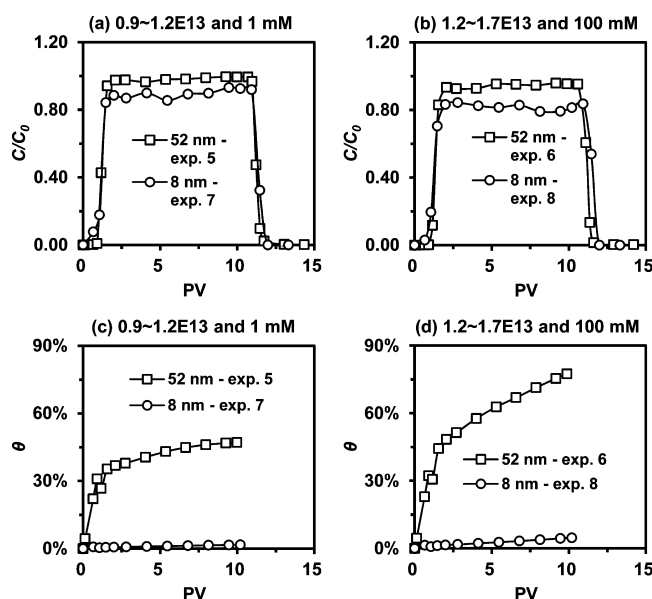 (a) 0.9~1.2E13 and 1 mM
1.20
0.80
0.40
0.00
C/C0
52 nm -
exp. 5
8 nm -
exp. 7
0 5 10 15
PV
(b) 1.2~1.7E13 and 100 mM
1.20
0.80
0.40
0.00
C/C0
52 nm -
exp. 6
8 nm -
exp. 8
0 5 10 15
PV
(c) 0.9~1.2E13 and 1 mM
90%
60%
30%
0%
θ
52 nm - exp. 5
8 nm - exp. 7
0 5 10 15
PV
(d) 1.2~1.7E13 and 100 mM
90%
60%
30%
0%
θ
52 nm - exp. 6
8 nm - exp. 8
0 5 10 15
PV